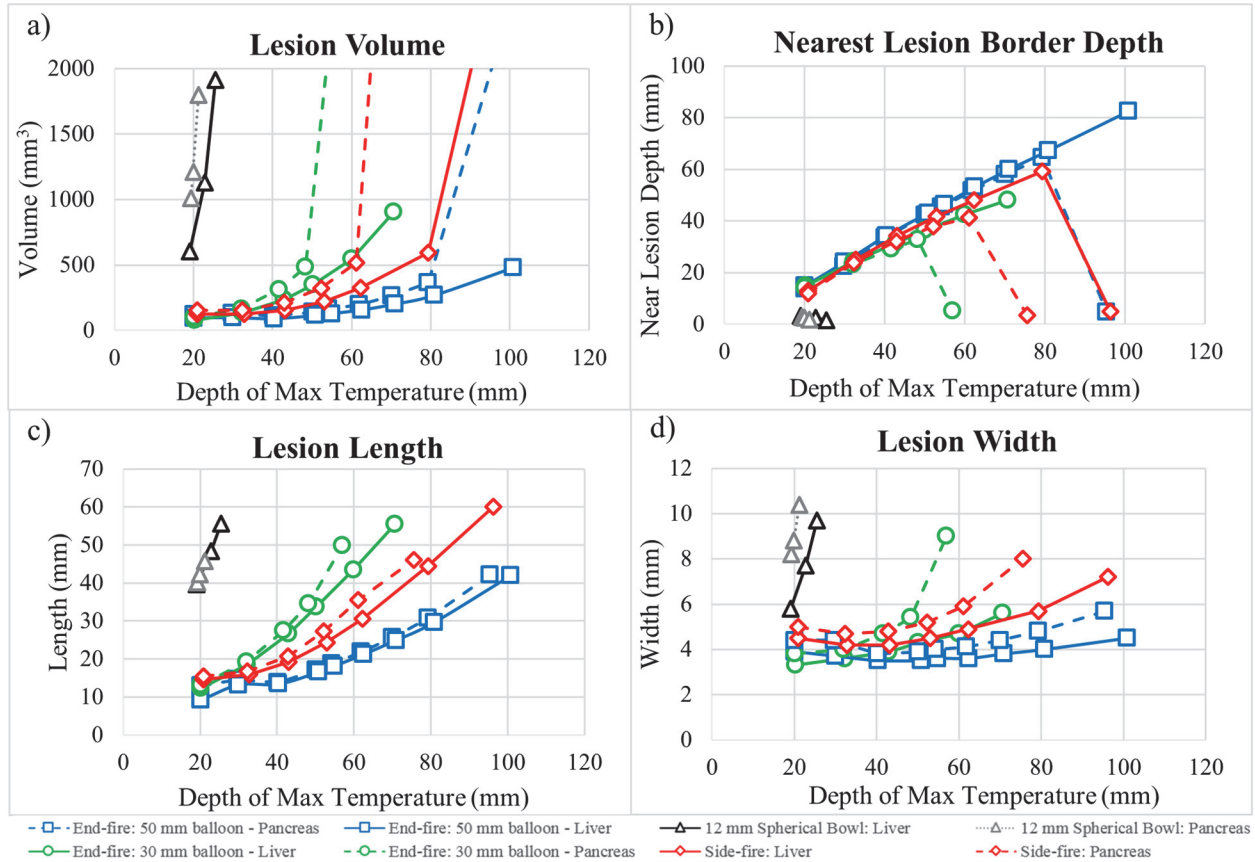 a)
Lesion Volume
2000
1500
1000
500
0
Volume (mm³)
0 20 40 60 80 100 120
Depth of Max Temperature (mm)
b)
Nearest Lesion Border Depth
100
80
60
40
20
0
Near Lesion Depth (mm)
0 20 40 60 80 100 120
Depth of Max Temperature (mm)
c)
Lesion Length
70
60
50
40
30
20
10
0
Length (mm)
0 20 40 60 80 100 120
Depth of Max Temperature (mm)
d)
Lesion Width
12
10
8
6
4
2
0
Width (mm)
0 20 40 60 80 100 120
Depth of Max Temperature (mm)
End-fire: 50 mm balloon - Pancreas End-fire: 50 mm balloon - Liver 12 mm Spherical Bowl: Liver 12 mm Spherical Bowl: Pancreas
End-fire: 30 mm balloon - Liver End-fire: 30 mm balloon - Pancreas Side-fire: Liver Side-fire: Pancreas